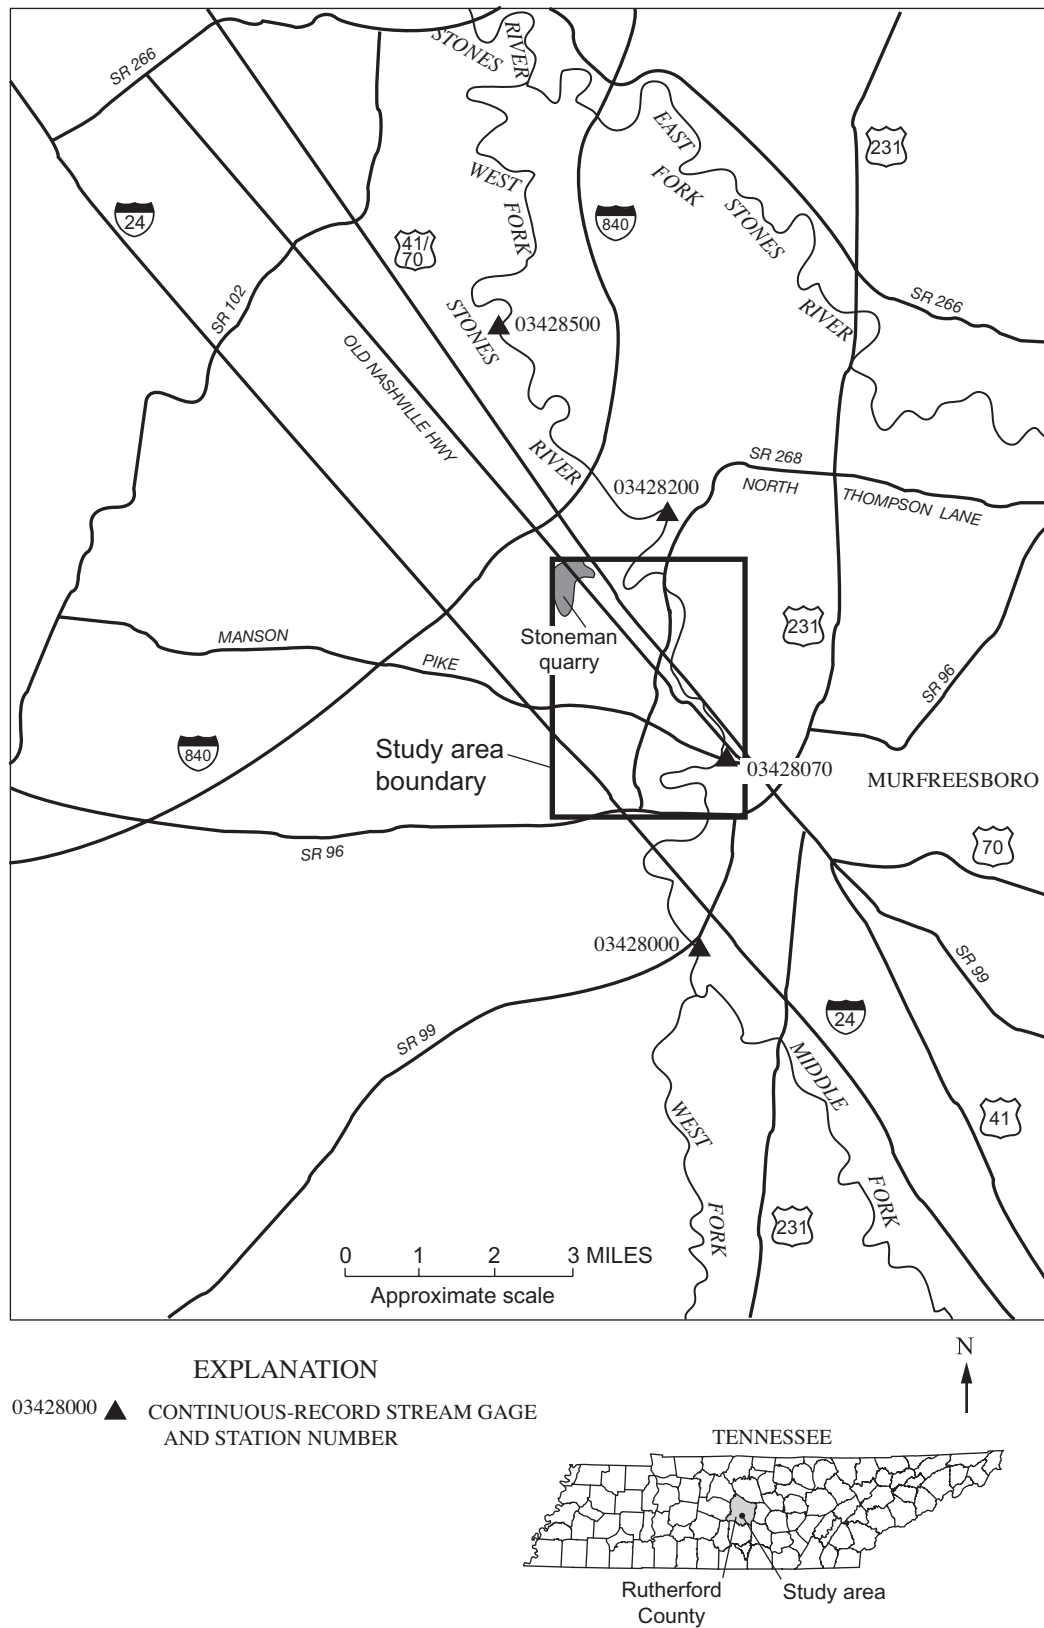 SR 266
STONES
RIVER
EAST
FORK
STONES
RIVER
231
24
WEST
FORK
STONES
RIVER
41/
70
840
SR 102
SR 266
03428500
OLD NASHVILLE HWY
03428200
SR 268
NORTH THOMPSON LANE
Stoneman
quarry
231
MANSON PIKE
SR 96
840
Study area
boundary
03428070
MURFREESBORO
SR 96
70
03428000
SR 99
SR 99
24
MIDDLE
FORK
WEST
FORK
41
231
0 1 2 3 MILES
Approximate scale
EXPLANATION
N
03428000 CONTINUOUS-RECORD STREAM GAGE
AND STATION NUMBER
TENNESSEE
Rutherford
County
Study area